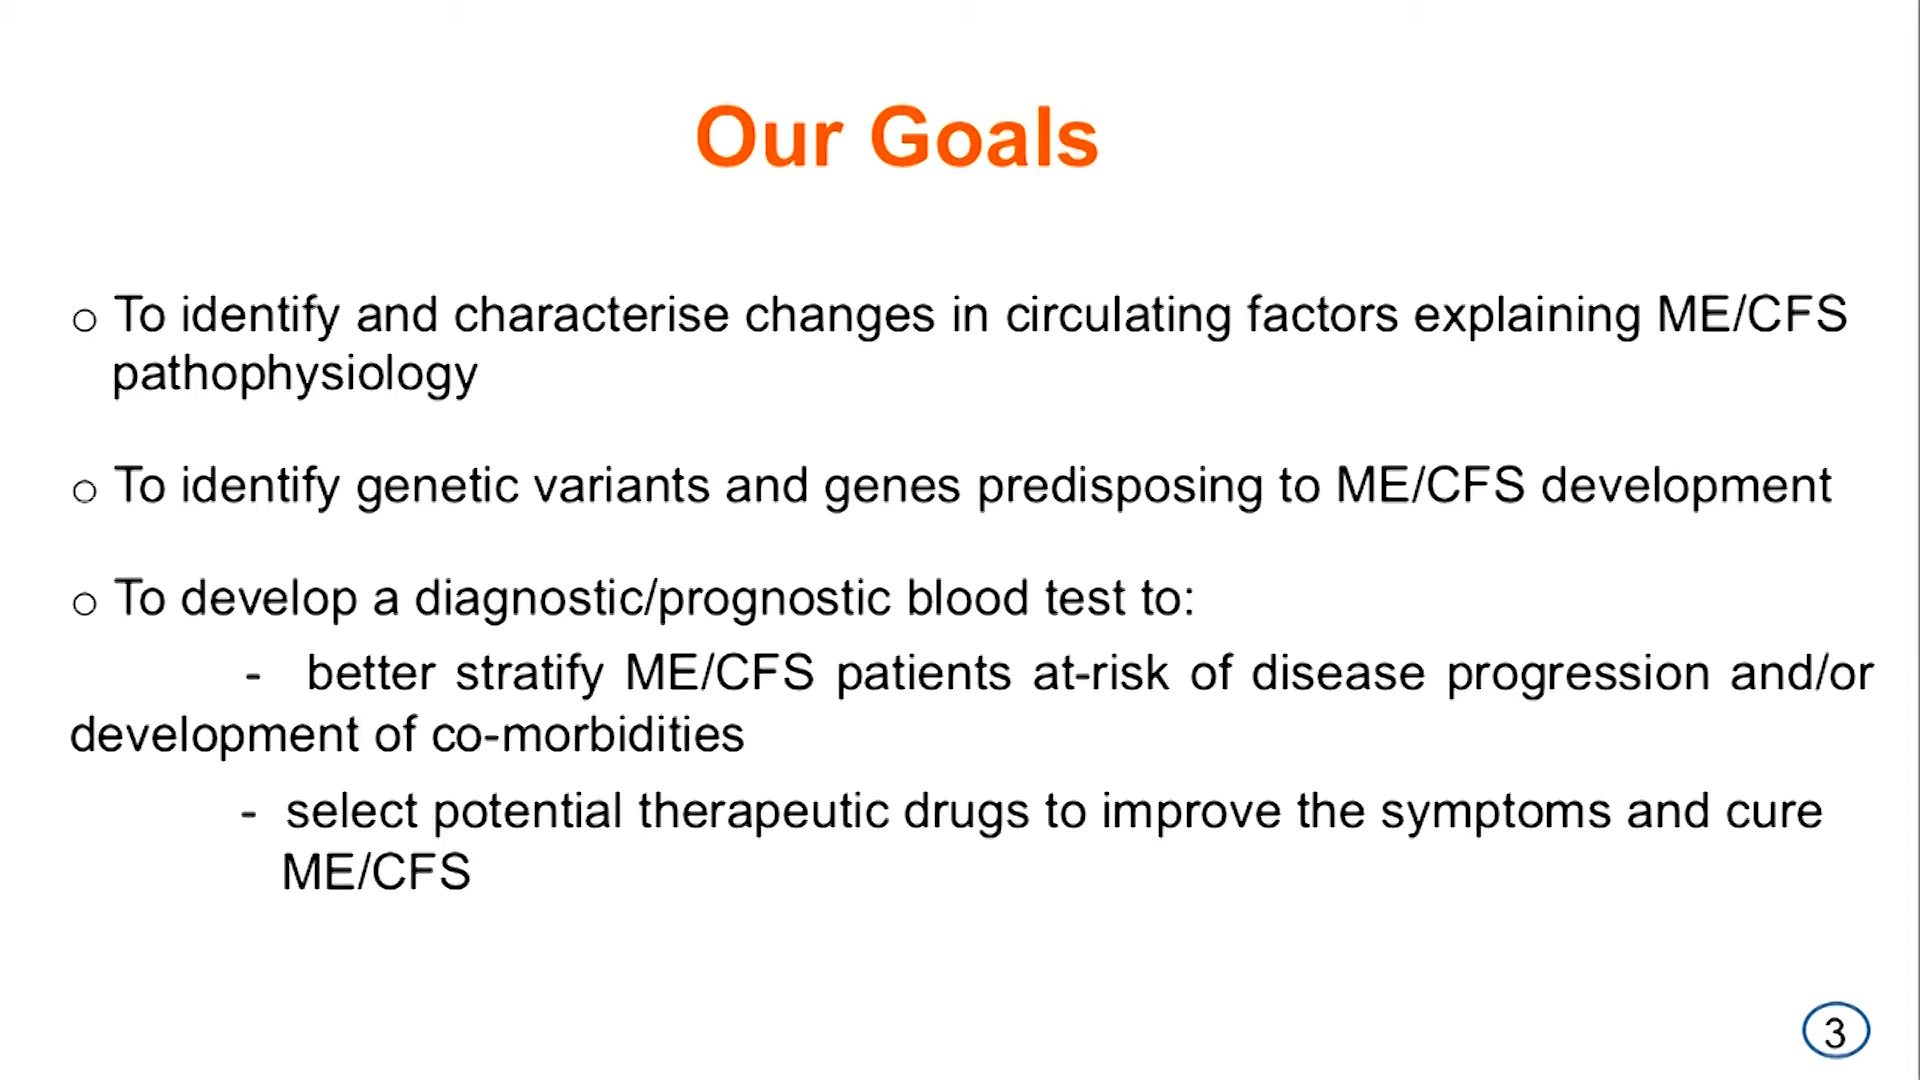 Our Goals
o To identify and characterise changes in circulating factors explaining ME/CFS
pathophysiology
o To identify genetic variants and genes predisposing to ME/CFS development
o To develop a diagnostic/prognostic blood test to:
- better stratify ME/CFS patients at-risk of disease progression and/or
development of co-morbidities
- select potential therapeutic drugs to improve the symptoms and cure
ME/CFS
3